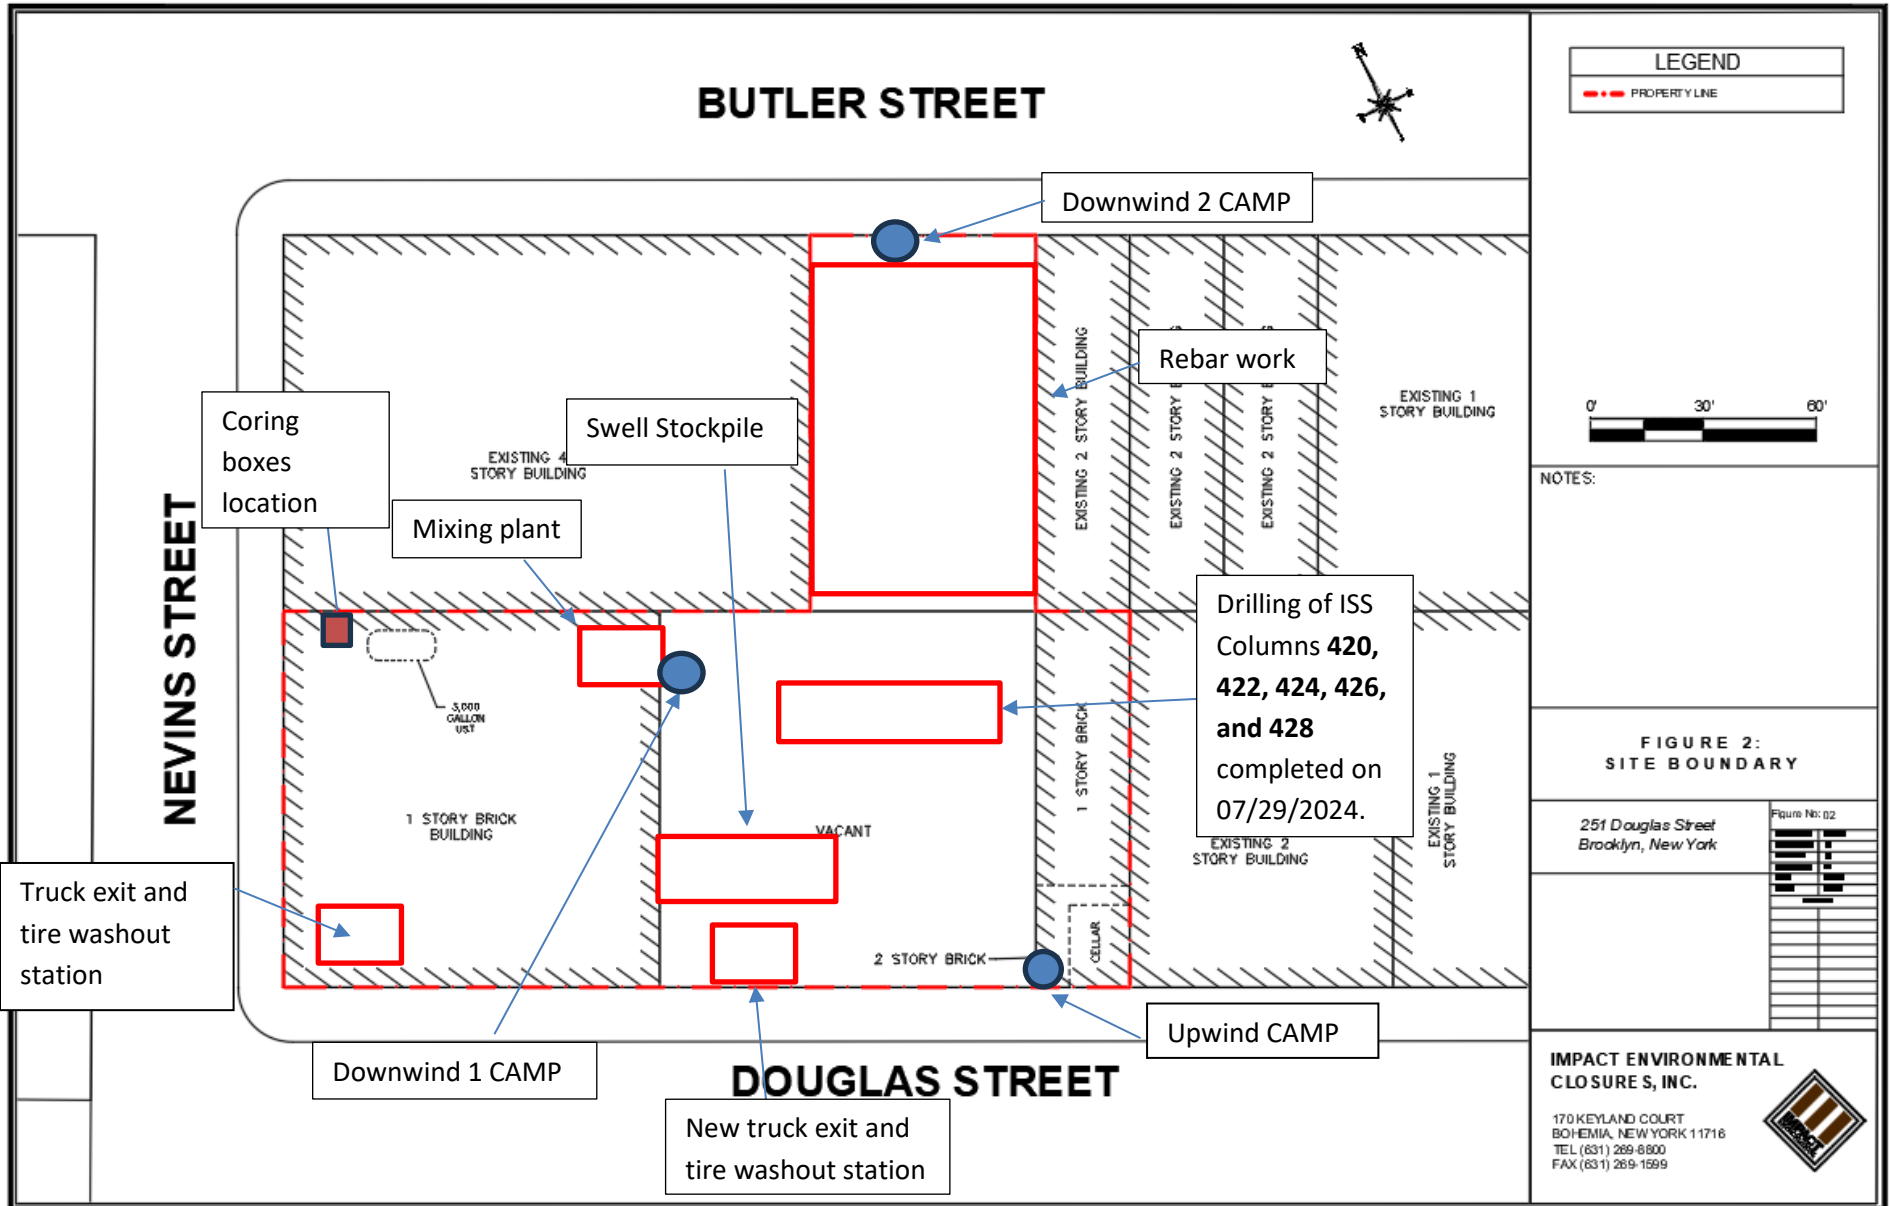 BUTLER STREET
N
LEGEND
PROPERTY LINE
Downwind 2 CAMP
Rebar work
EXISTING 2 STORY BUILDING
EXISTING 2 STORY
EXISTING 2 STORY
EXISTING 1
STORY BUILDING
0' 30' 60'
Coring
boxes
location
Swell Stockpile
EXISTING 4
STORY BUILDING
Mixing plant
NOTES:
NEVINS STREET
Drilling of ISS
Columns 420,
422, 424, 426,
and 428
completed on
07/29/2024.
GALLON
UST
1 STORY BRICK
1 STORY BRICK
BUILDING
VACANT
EXISTING 2
STORY BUILDING
EXISTING 1
STORY BUILDING
FIGURE 2:
SITE BOUNDARY
251 Douglas Street
Brooklyn, New York
Figure No: 02
Truck exit and
tire washout
station
2 STORY BRICK
CELLAR
Upwind CAMP
Downwind 1 CAMP
DOUGLAS STREET
New truck exit and
tire washout station
IMPACT ENVIRONMENTAL
CLOSURES, INC.
170 KEYLAND COURT
BOHEMIA, NEW YORK 11716
TEL (631) 269-8800
FAX (631) 269-1599
IMPACT